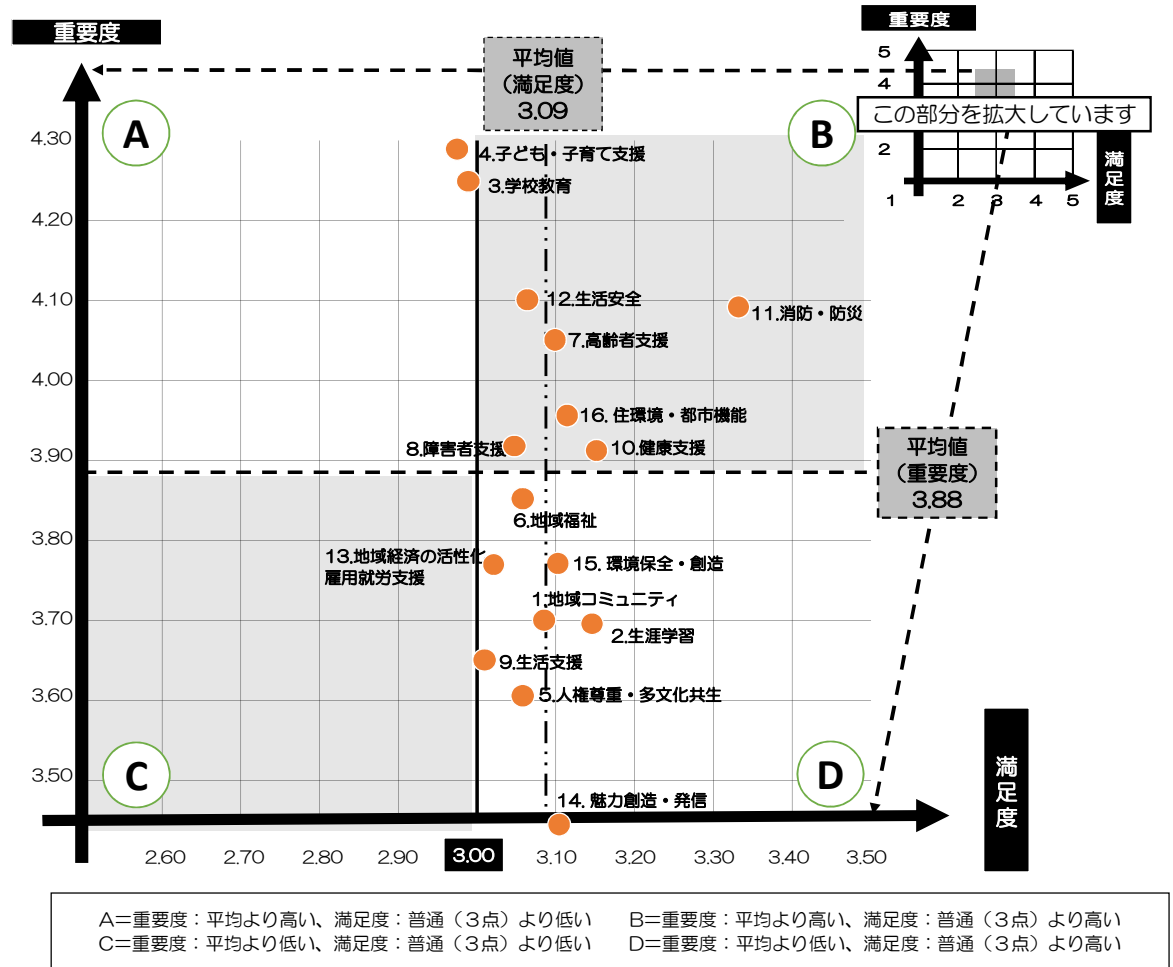 重要度
平均値
（満足度）
3.09
重要度
5
4
この部分を拡大しています
2
1
2
3
4
5
満足度
A
B
4.30
4.子ども・子育て支援
3.学校教育
4.20
4.10
12.生活安全
11.消防・防災
7.高齢者支援
4.00
16. 住環境・都市機能
8.障害者支援
10.健康支援
3.90
平均値
（重要度）
3.88
6.地域福祉
3.80
13.地域経済の活性化
雇用就労支援
15. 環境保全・創造
1.地域コミュニティ
3.70
2.生涯学習
9.生活支援
3.60
5.人権尊重・多文化共生
3.50
C
D
14. 魅力創造・発信
満足度
2.60
2.70
2.80
2.90
3.00
3.10
3.20
3.30
3.40
3.50
A=重要度：平均より高い、満足度：普通（３点）より低い
B=重要度：平均より高い、満足度：普通（３点）より高い
C=重要度：平均より低い、満足度：普通（３点）より低い
D=重要度：平均より低い、満足度：普通（３点）より高い